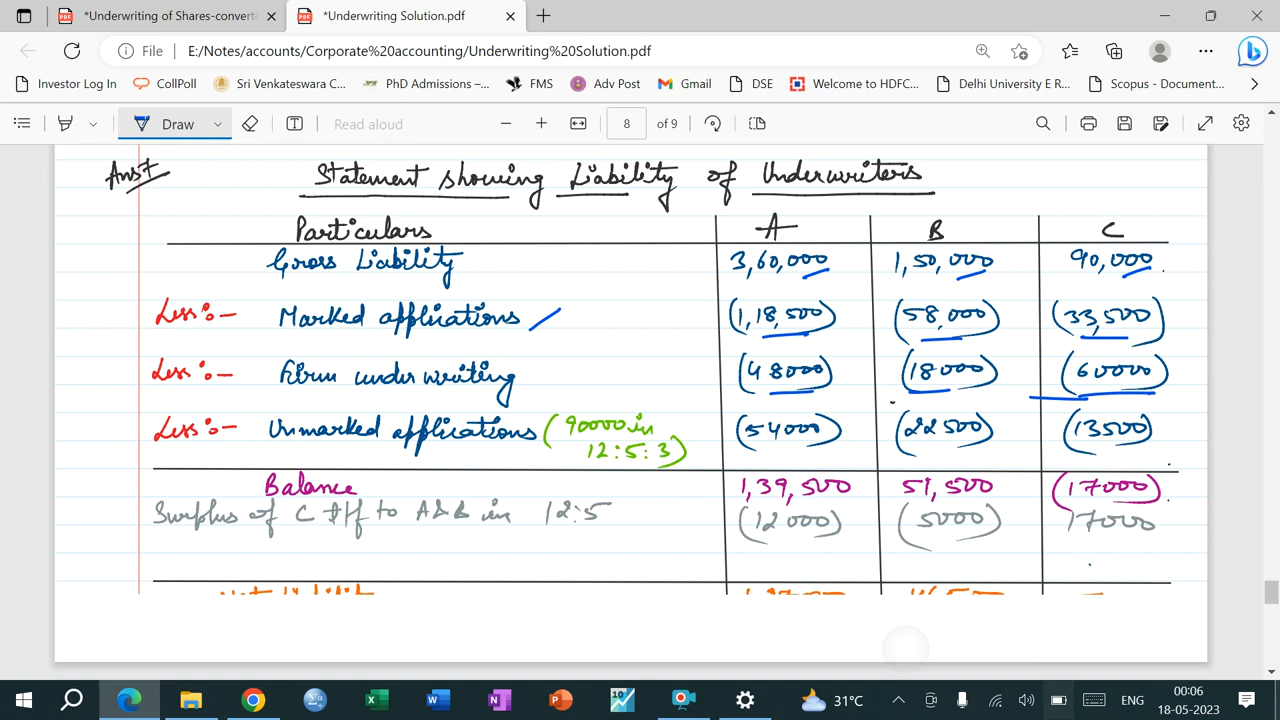 *Underwriting of Shares-convert
*Underwriting Solution.pdf
File E:/Notes/accounts/Corporate%20accounting/Underwriting%20Solution.pdf
Investor Log In CollPoll Sri Venkateswara C... PhD Admissions –... FMS Adv Post Gmail DSE Welcome to HDFC... Delhi University E R... Scopus - Document...
Draw Read aloud 8 of 9
Statement showing Liability of Underwriters
Particulars A B C
Gross Liability 3,60,000 1,50,000 90,000
Less:- Marked applications (1,18,500) (58,000) (33,500)
Less:- Firm underwriting (48000) (18000) (60000)
Less:- Unmarked applications (90000 in 12:5:3) (54000) (22500) (13500)
Balance 1,39,500 51,500 (17000)
Surplus of C tff to A&B in 12:5 (12000) (5000) 17000
10
31°C
ENG
00:06
18-05-2023